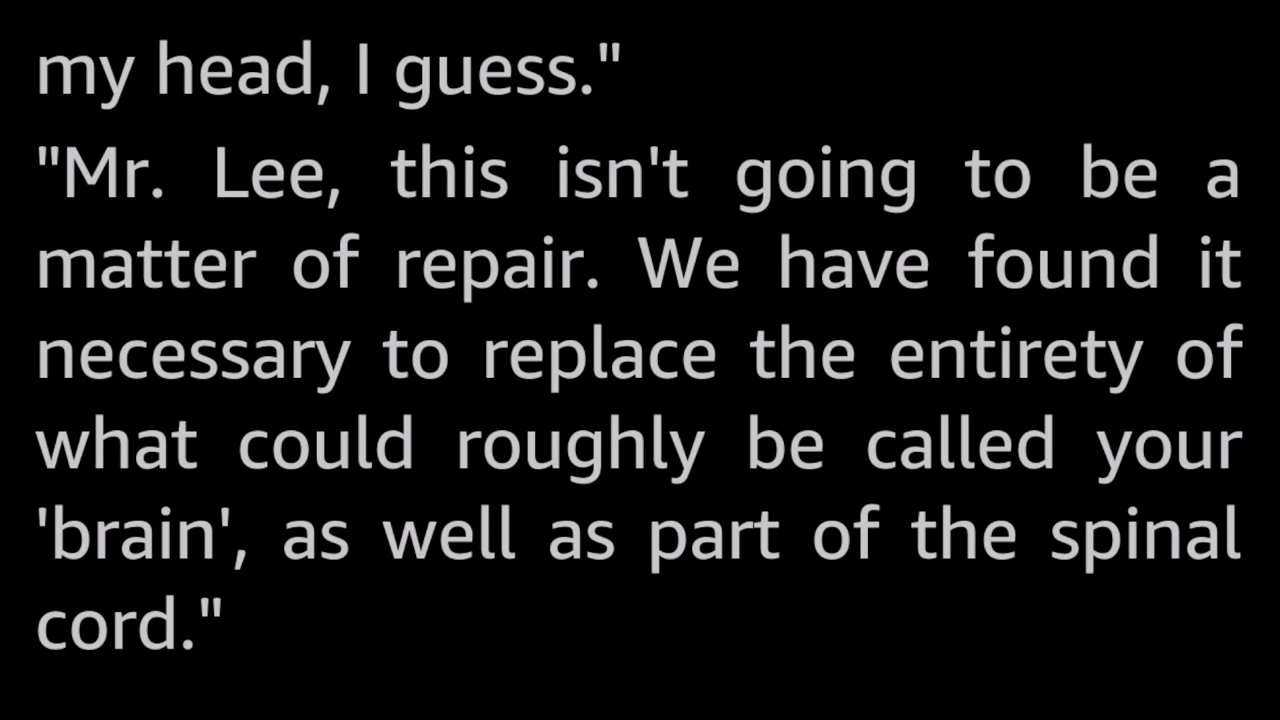 my head, I guess."
"Mr. Lee, this isn't going to be a
matter of repair. We have found it
necessary to replace the entirety of
what could roughly be called your
'brain', as well as part of the spinal
cord."